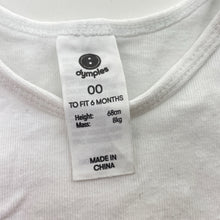 dymples
00
TO FIT 6 MONTHS
Height: 68cm
Mass: 8kg
MADE IN
CHINA